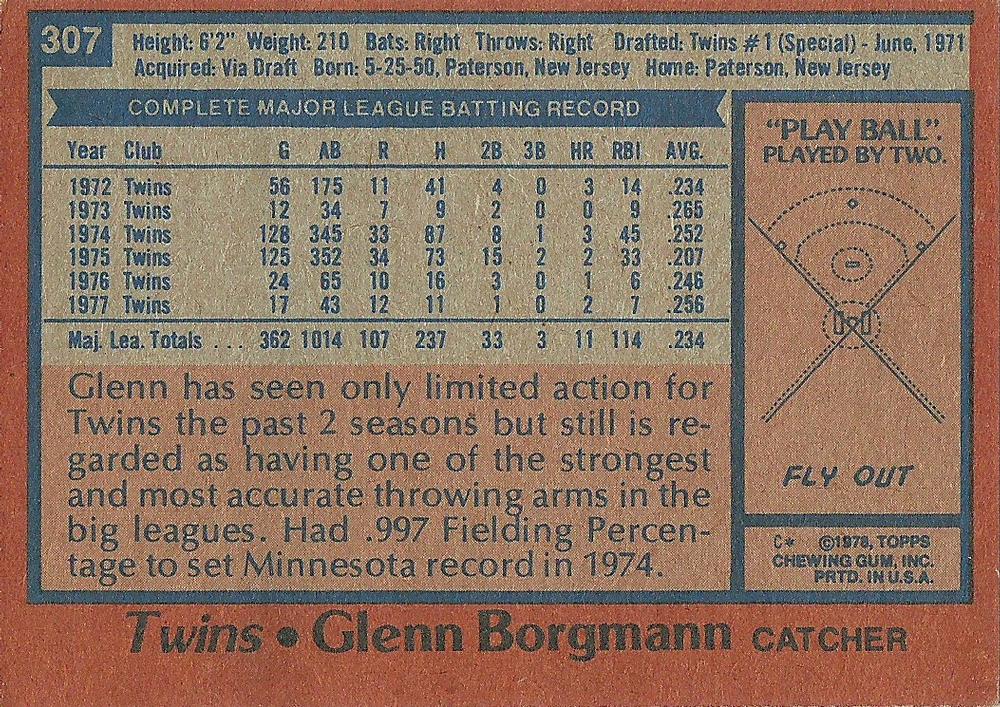 307
Height: 6'2" Weight: 210 Bats: Right Throws: Right Drafted: Twins #1 (Special) - June, 1971
Acquired: Via Draft Born: 5-25-50, Paterson, New Jersey Home: Paterson, New Jersey
COMPLETE MAJOR LEAGUE BATTING RECORD
Year Club G AB R H 2B 3B HR RBI AVG.
1972 Twins 56 175 11 41 4 0 3 14 .234
1973 Twins 12 34 7 9 2 0 0 9 .265
1974 Twins 128 345 33 87 8 1 3 45 .252
1975 Twins 125 352 34 73 15 2 2 33 .207
1976 Twins 24 65 10 16 3 0 1 6 .246
1977 Twins 17 43 12 11 1 0 2 7 .256
Maj. Lea. Totals ... 362 1014 107 237 33 3 11 114 .234
Glenn has seen only limited action for
Twins the past 2 seasons but still is re-
garded as having one of the strongest
and most accurate throwing arms in the
big leagues. Had .997 Fielding Percen-
tage to set Minnesota record in 1974.
"PLAY BALL".
PLAYED BY TWO.
FLY OUT
C* ©1978, TOPPS
CHEWING GUM, INC.
PRTD. IN U.S.A.
Twins • Glenn Borgmann CATCHER